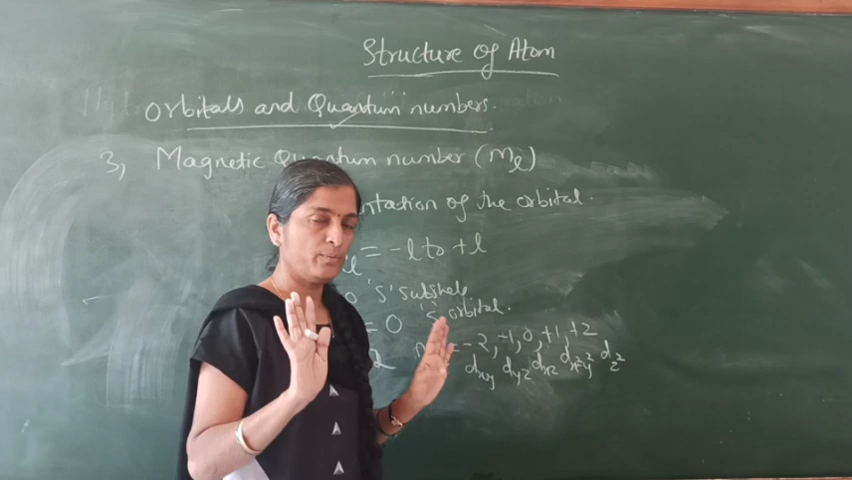 Structure of Atom
Orbitals and Quantum numbers.
3, Magnetic Quantum number (ml)
ntation of the orbital.
l = -l to +l
o 's' subshell
= 0 's' orbital.
2 m = -2, -1, 0, +1, +2
dxy dyz dxz dx²-y² dz²